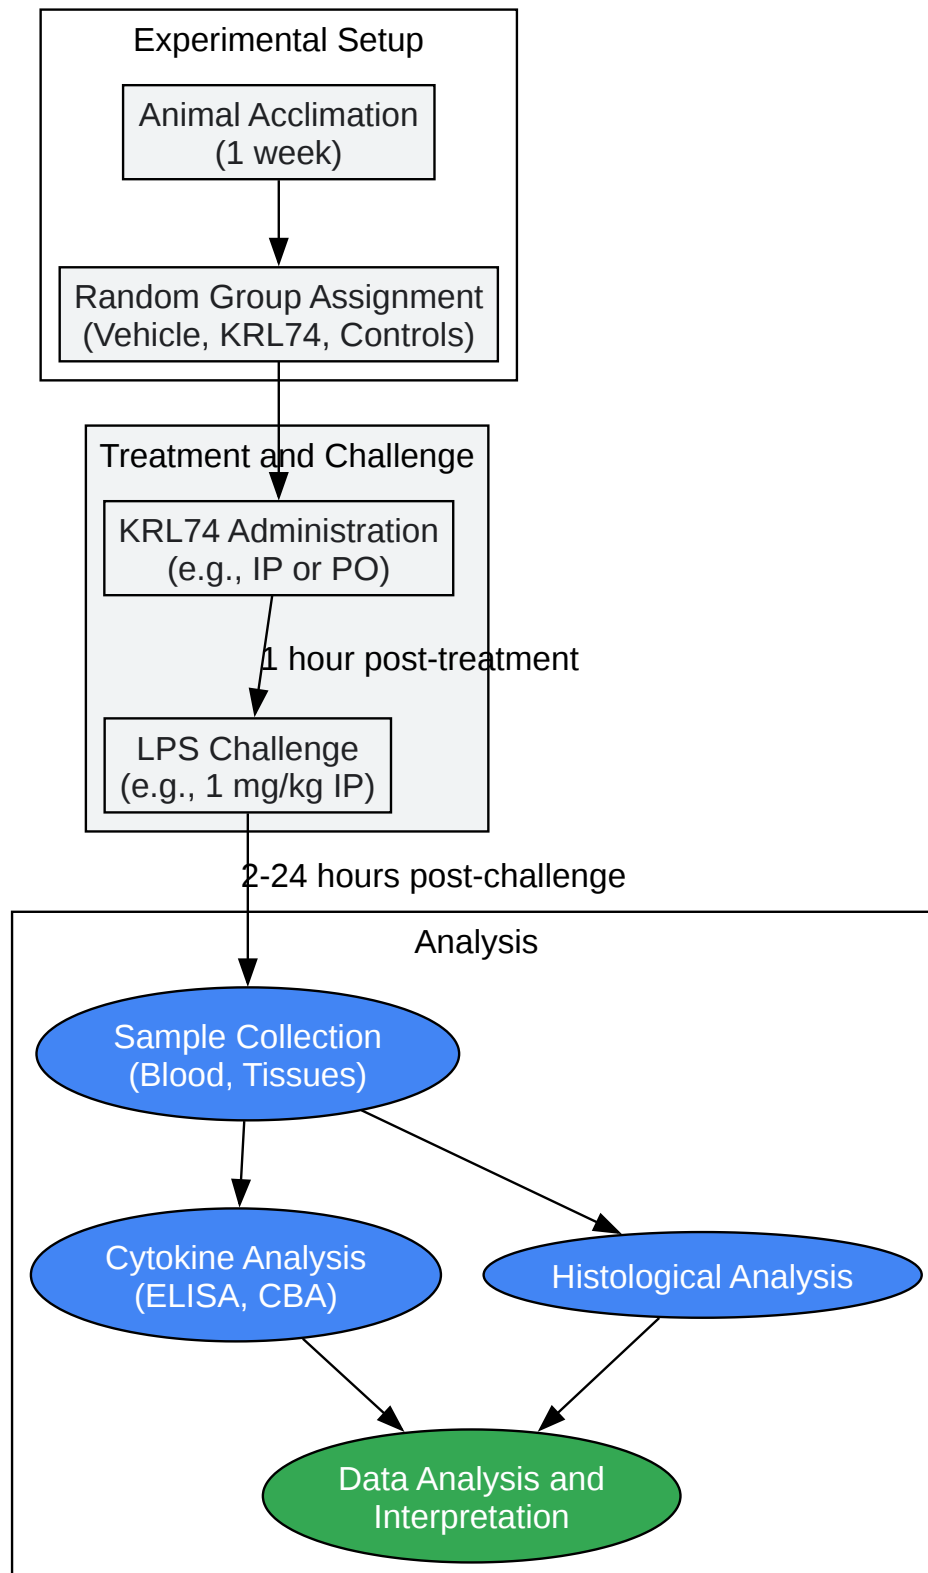 Experimental Setup
Animal Acclimation
(1 week)
Random Group Assignment
(Vehicle, KRL74, Controls)
Treatment and Challenge
KRL74 Administration
(e.g., IP or PO)
1 hour post-treatment
LPS Challenge
(e.g., 1 mg/kg IP)
2-24 hours post-challenge
Analysis
Sample Collection
(Blood, Tissues)
Cytokine Analysis
(ELISA, CBA)
Histological Analysis
Data Analysis and
Interpretation